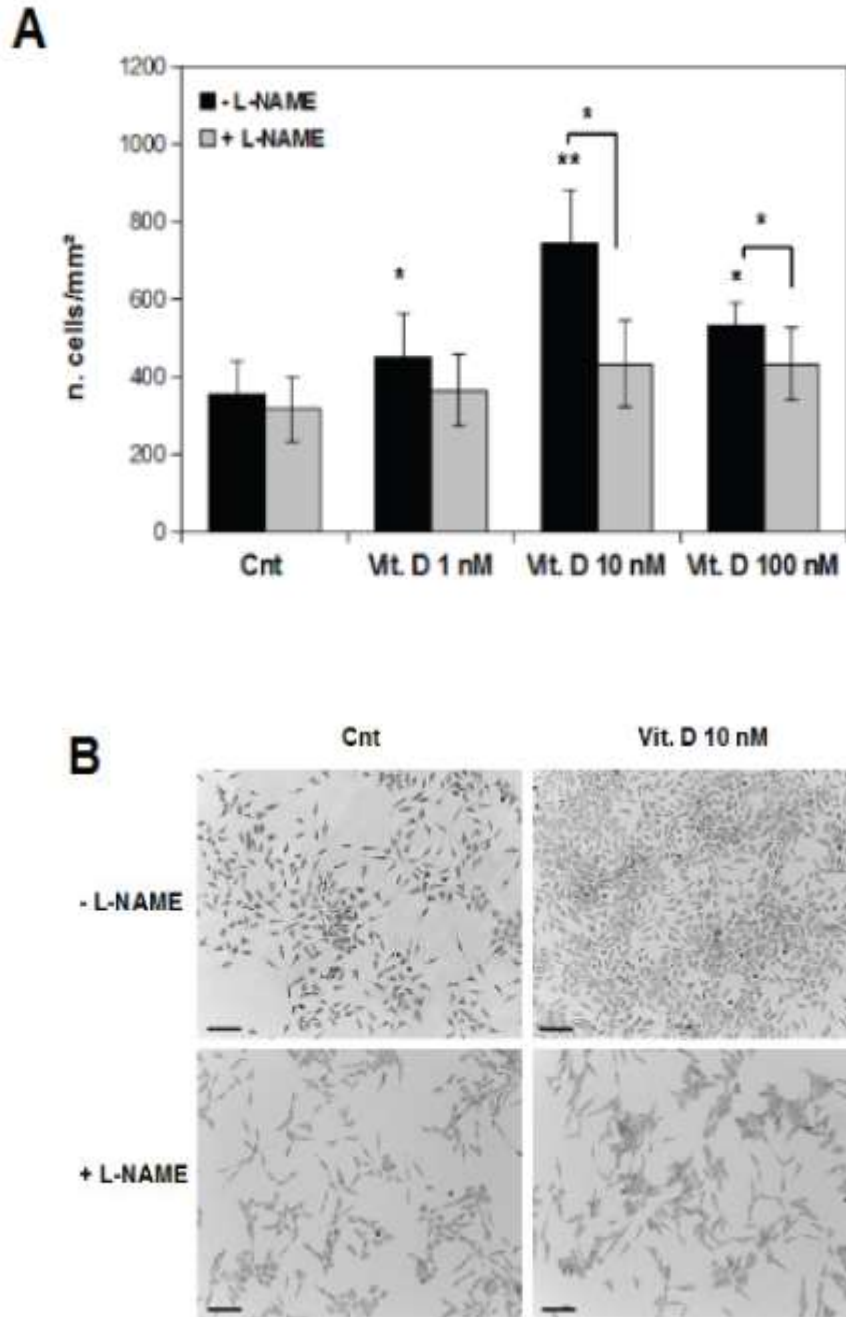 A
1200
1000
800
600
400
200
0
n. cells/mm²
- L-NAME
+ L-NAME
*
*
**
*
*
Cnt
Vit. D 1 nM
Vit. D 10 nM
Vit. D 100 nM
B
Cnt
Vit. D 10 nM
- L-NAME
+ L-NAME